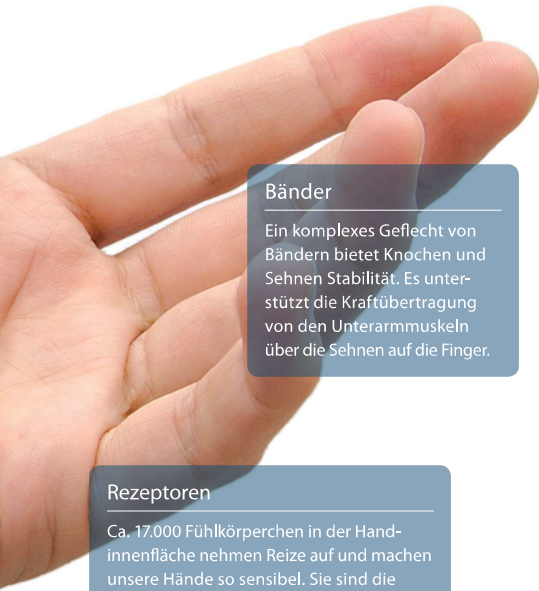 Bänder
Ein komplexes Geflecht von
Bändern bietet Knochen und
Sehnen Stabilität. Es unter-
stützt die Kraftübertragung
von den Unterarmmuskeln
über die Sehnen auf die Finger.
Rezeptoren
Ca. 17.000 Fühlkörperchen in der Hand-
innenfläche nehmen Reize auf und machen
unsere Hände so sensibel. Sie sind die